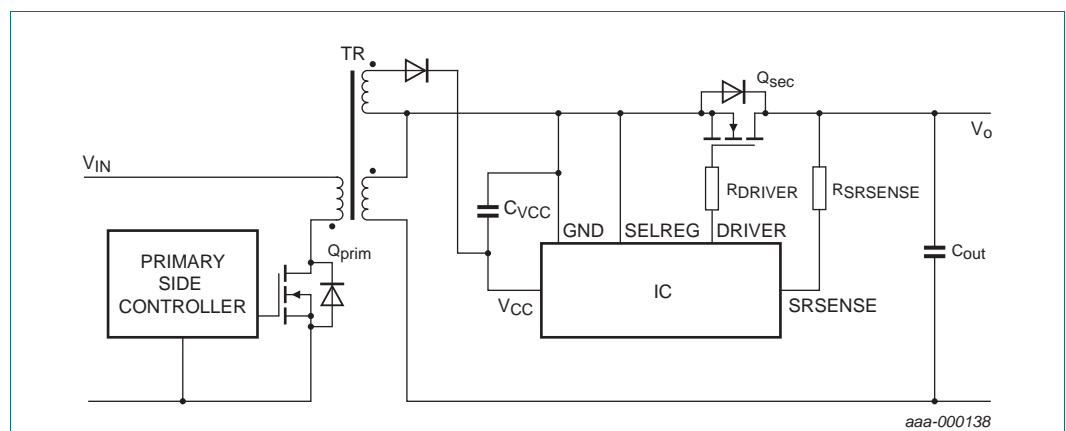 TR
Qsec
Vo
VIN
RDRIVER
RSRSENSE
CVCC
GND
SELREG
DRIVER
Cout
Qprim
PRIMARY
SIDE
CONTROLLER
IC
VCC
SRSENSE
aaa-000138